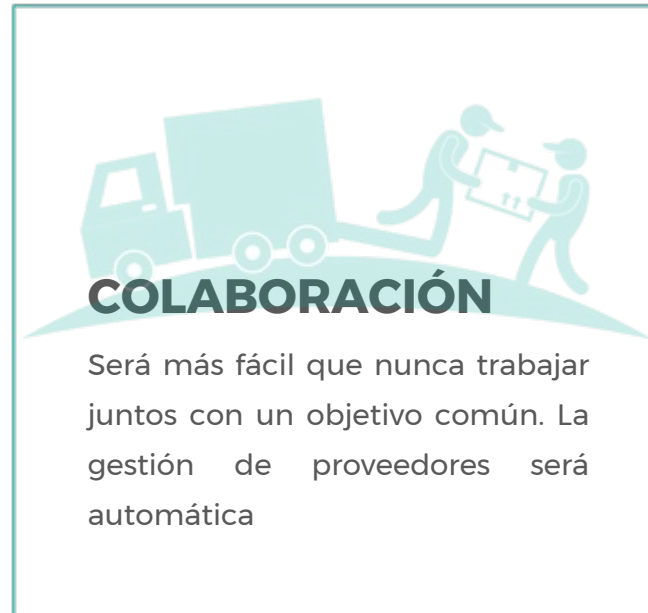 COLABORACIÓN
Será más fácil que nunca trabajar
juntos con un objetivo común. La
gestión de proveedores será
automática